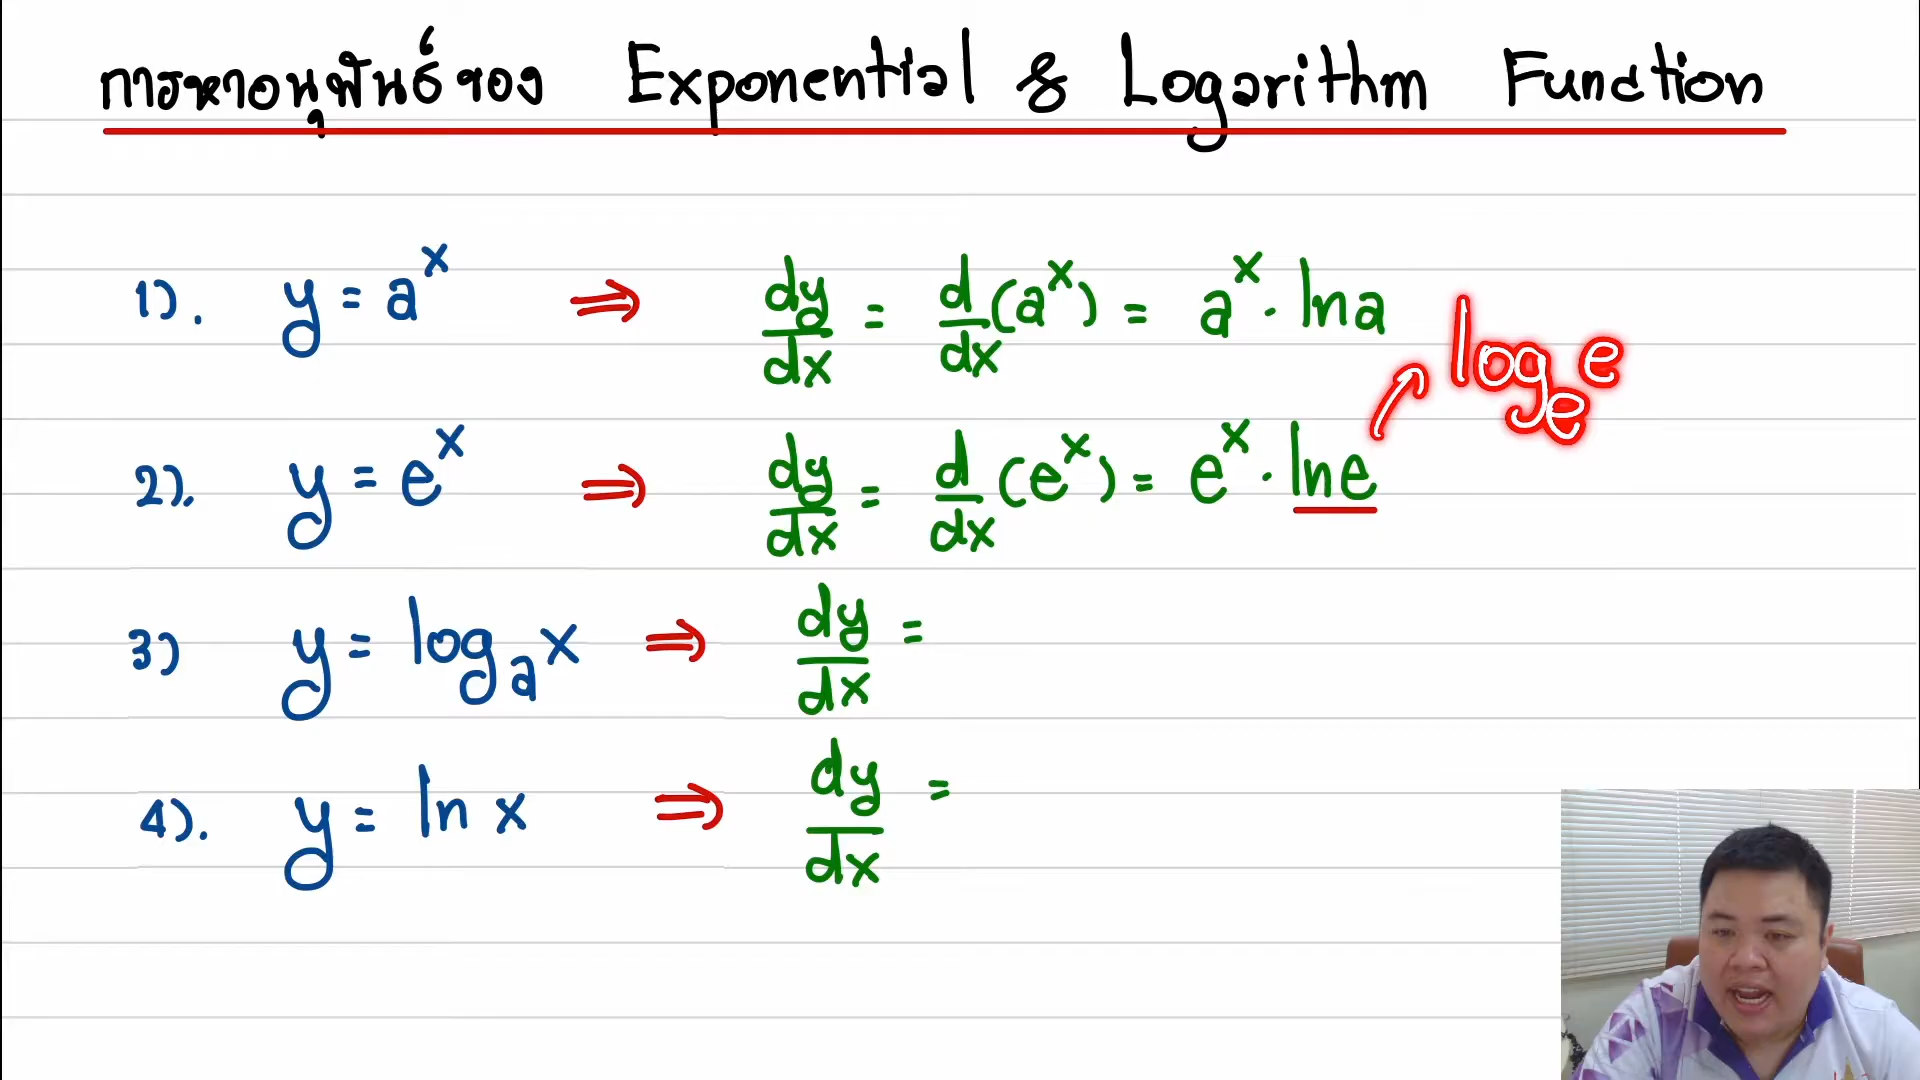 การหาอนุพันธ์ของ Exponential & Logarithm Function
1). y = a^x ⇒ dy/dx = d/dx (a^x) = a^x · ln a
log_e e
2). y = e^x ⇒ dy/dx = d/dx (e^x) = e^x · ln e
3) y = log_a x ⇒ dy/dx =
4). y = ln x ⇒ dy/dx =